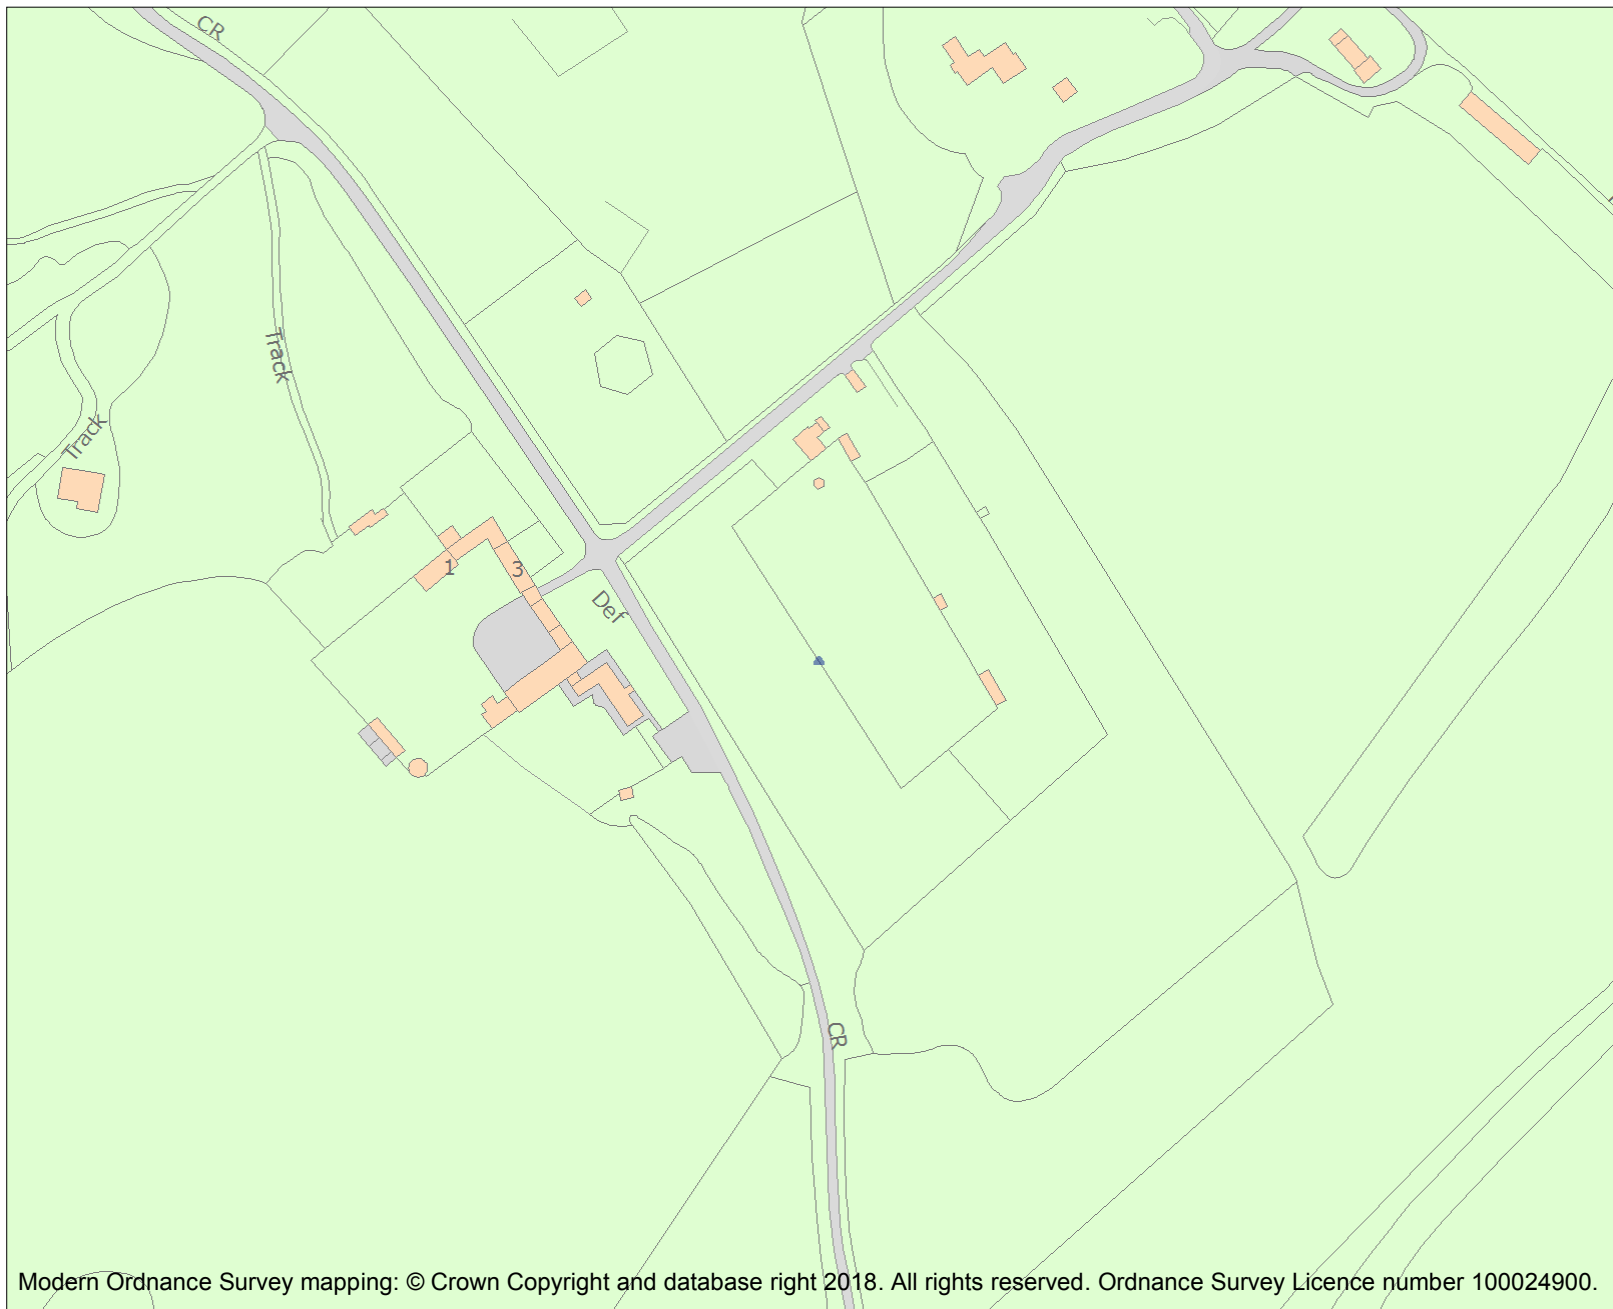 CR
Track
Track
1
3
Def
CR
Modern Ordnance Survey mapping: © Crown Copyright and database right 2018. All rights reserved. Ordnance Survey Licence number 100024900.